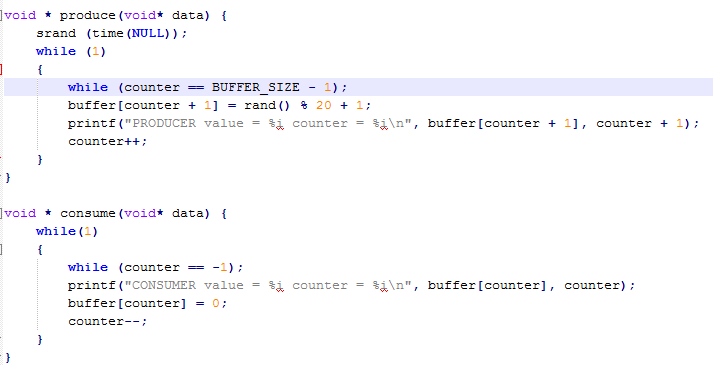 void * produce(void* data) {
    srand (time(NULL));
    while (1)
    {
        while (counter == BUFFER_SIZE - 1);
        buffer[counter + 1] = rand() % 20 + 1;
        printf("PRODUCER value = %i counter = %i\n", buffer[counter + 1], counter + 1);
        counter++;
    }
}
void * consume(void* data) {
    while(1)
    {
        while (counter == -1);
        printf("CONSUMER value = %i counter = %i\n", buffer[counter], counter);
        buffer[counter] = 0;
        counter--;
    }
}